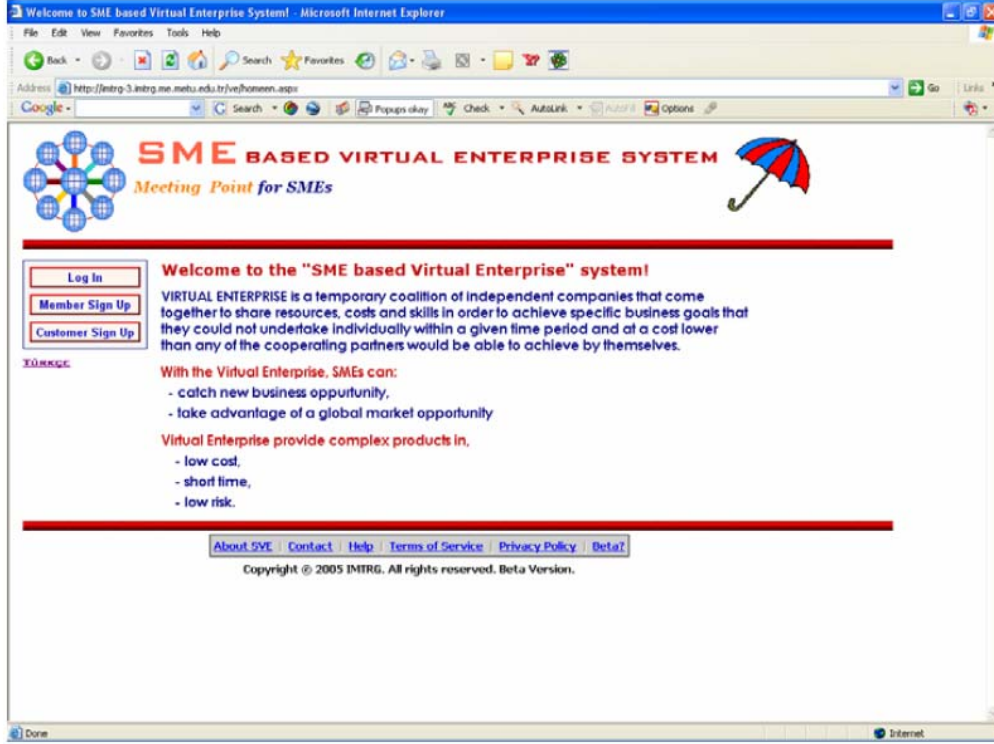 Welcome to SME based Virtual Enterprise System! - Microsoft Internet Explorer
File Edit View Favorites Tools Help
Back Search Favorites
Address http://imtrg-3.imtrg.me.metu.edu.tr/ve/homeen.aspx Go Links
Google Search Popups okay Check AutoLink AutoFill Options
SME BASED VIRTUAL ENTERPRISE SYSTEM
Meeting Point for SMEs
Log In
Member Sign Up
Customer Sign Up
TÜRKÇE
Welcome to the "SME based Virtual Enterprise" system!
VIRTUAL ENTERPRISE is a temporary coalition of independent companies that come
together to share resources, costs and skills in order to achieve specific business goals that
they could not undertake individually within a given time period and at a cost lower
than any of the cooperating partners would be able to achieve by themselves.
With the Virtual Enterprise, SMEs can:
- catch new business oppurtunity,
- take advantage of a global market opportunity
Virtual Enterprise provide complex products in,
- low cost,
- short time,
- low risk.
About SVE | Contact | Help | Terms of Service | Privacy Policy | Beta?
Copyright © 2005 IMTRG. All rights reserved. Beta Version.
Done Internet